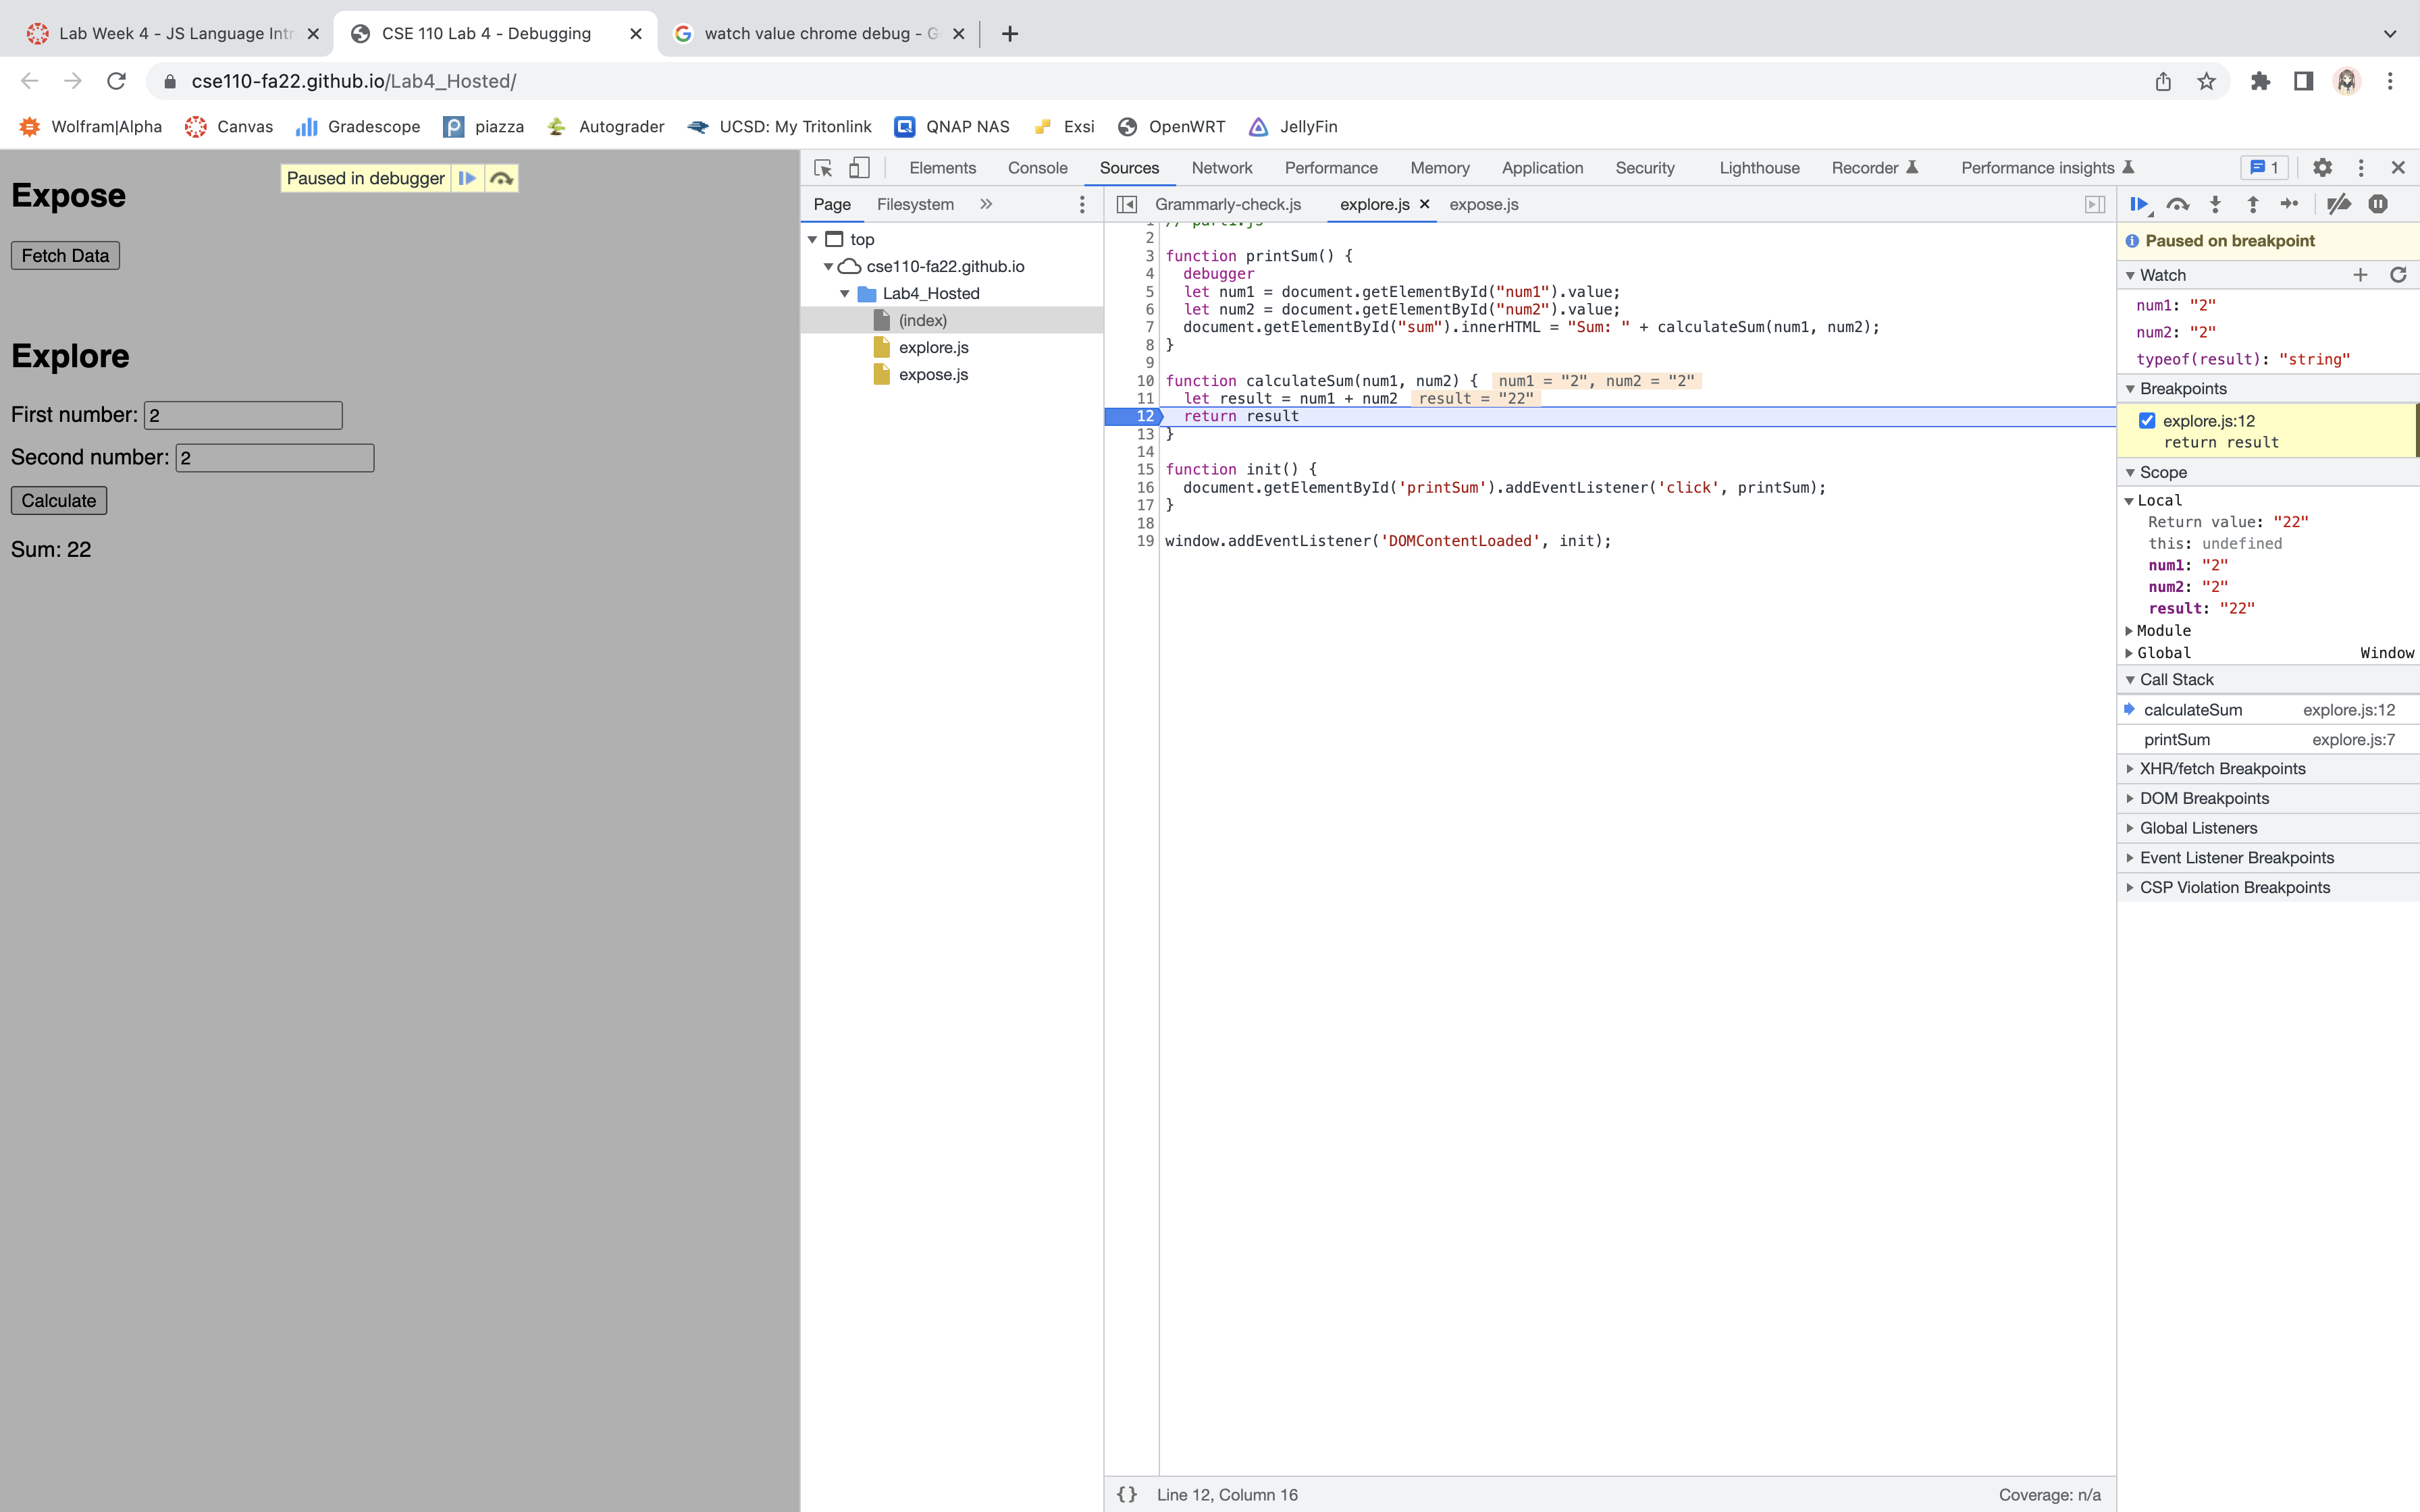 Lab Week 4 - JS Language Intr
CSE 110 Lab 4 - Debugging
watch value chrome debug - G
cse110-fa22.github.io/Lab4_Hosted/
Wolfram|Alpha Canvas Gradescope piazza Autograder UCSD: My Tritonlink QNAP NAS Exsi OpenWRT JellyFin
Expose
Paused in debugger
Fetch Data
Explore
First number: 2
Second number: 2
Calculate
Sum: 22
Elements Console Sources Network Performance Memory Application Security Lighthouse Recorder Performance insights 1
Page Filesystem
top
cse110-fa22.github.io
Lab4_Hosted
(index)
explore.js
expose.js
Grammarly-check.js explore.js expose.js
1 // part1.js
2
3 function printSum() {
4 debugger
5 let num1 = document.getElementById("num1").value;
6 let num2 = document.getElementById("num2").value;
7 document.getElementById("sum").innerHTML = "Sum: " + calculateSum(num1, num2);
8 }
9
10 function calculateSum(num1, num2) { num1 = "2", num2 = "2"
11 let result = num1 + num2 result = "22"
12 return result
13 }
14
15 function init() {
16 document.getElementById('printSum').addEventListener('click', printSum);
17 }
18
19 window.addEventListener('DOMContentLoaded', init);
{} Line 12, Column 16
Coverage: n/a
Paused on breakpoint
Watch
num1: "2"
num2: "2"
typeof(result): "string"
Breakpoints
explore.js:12
return result
Scope
Local
Return value: "22"
this: undefined
num1: "2"
num2: "2"
result: "22"
Module
Global Window
Call Stack
calculateSum explore.js:12
printSum explore.js:7
XHR/fetch Breakpoints
DOM Breakpoints
Global Listeners
Event Listener Breakpoints
CSP Violation Breakpoints